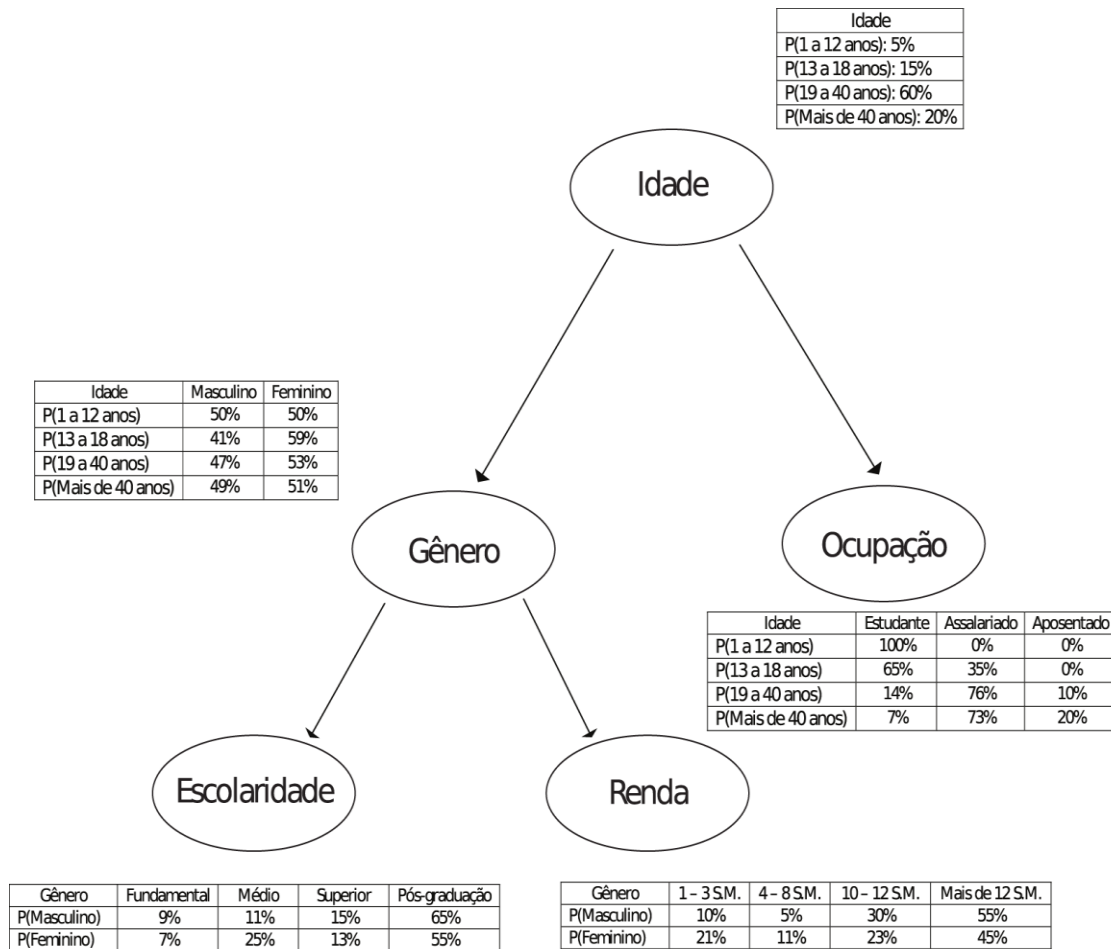 Idade
P(1 a 12 anos): 5%
P(13 a 18 anos): 15%
P(19 a 40 anos): 60%
P(Mais de 40 anos): 20%
Idade
Idade Masculino Feminino
P(1 a 12 anos) 50% 50%
P(13 a 18 anos) 41% 59%
P(19 a 40 anos) 47% 53%
P(Mais de 40 anos) 49% 51%
Gênero
Ocupação
Idade Estudante Assalariado Aposentado
P(1 a 12 anos) 100% 0% 0%
P(13 a 18 anos) 65% 35% 0%
P(19 a 40 anos) 14% 76% 10%
P(Mais de 40 anos) 7% 73% 20%
Escolaridade
Renda
Gênero Fundamental Médio Superior Pós-graduação
P(Masculino) 9% 11% 15% 65%
P(Feminino) 7% 25% 13% 55%
Gênero 1 – 3 S.M. 4 – 8 S.M. 10 – 12 S.M. Mais de 12 S.M.
P(Masculino) 10% 5% 30% 55%
P(Feminino) 21% 11% 23% 45%